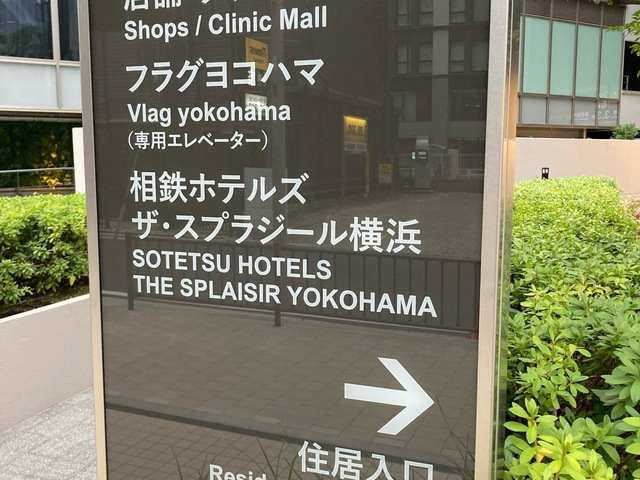 Shops / Clinic Mall
フラグヨコハマ
Vlag yokohama
(専用エレベーター)
相鉄ホテルズ
ザ・スプラジール横浜
SOTETSU HOTELS
THE SPLAISIR YOKOHAMA
住居入口